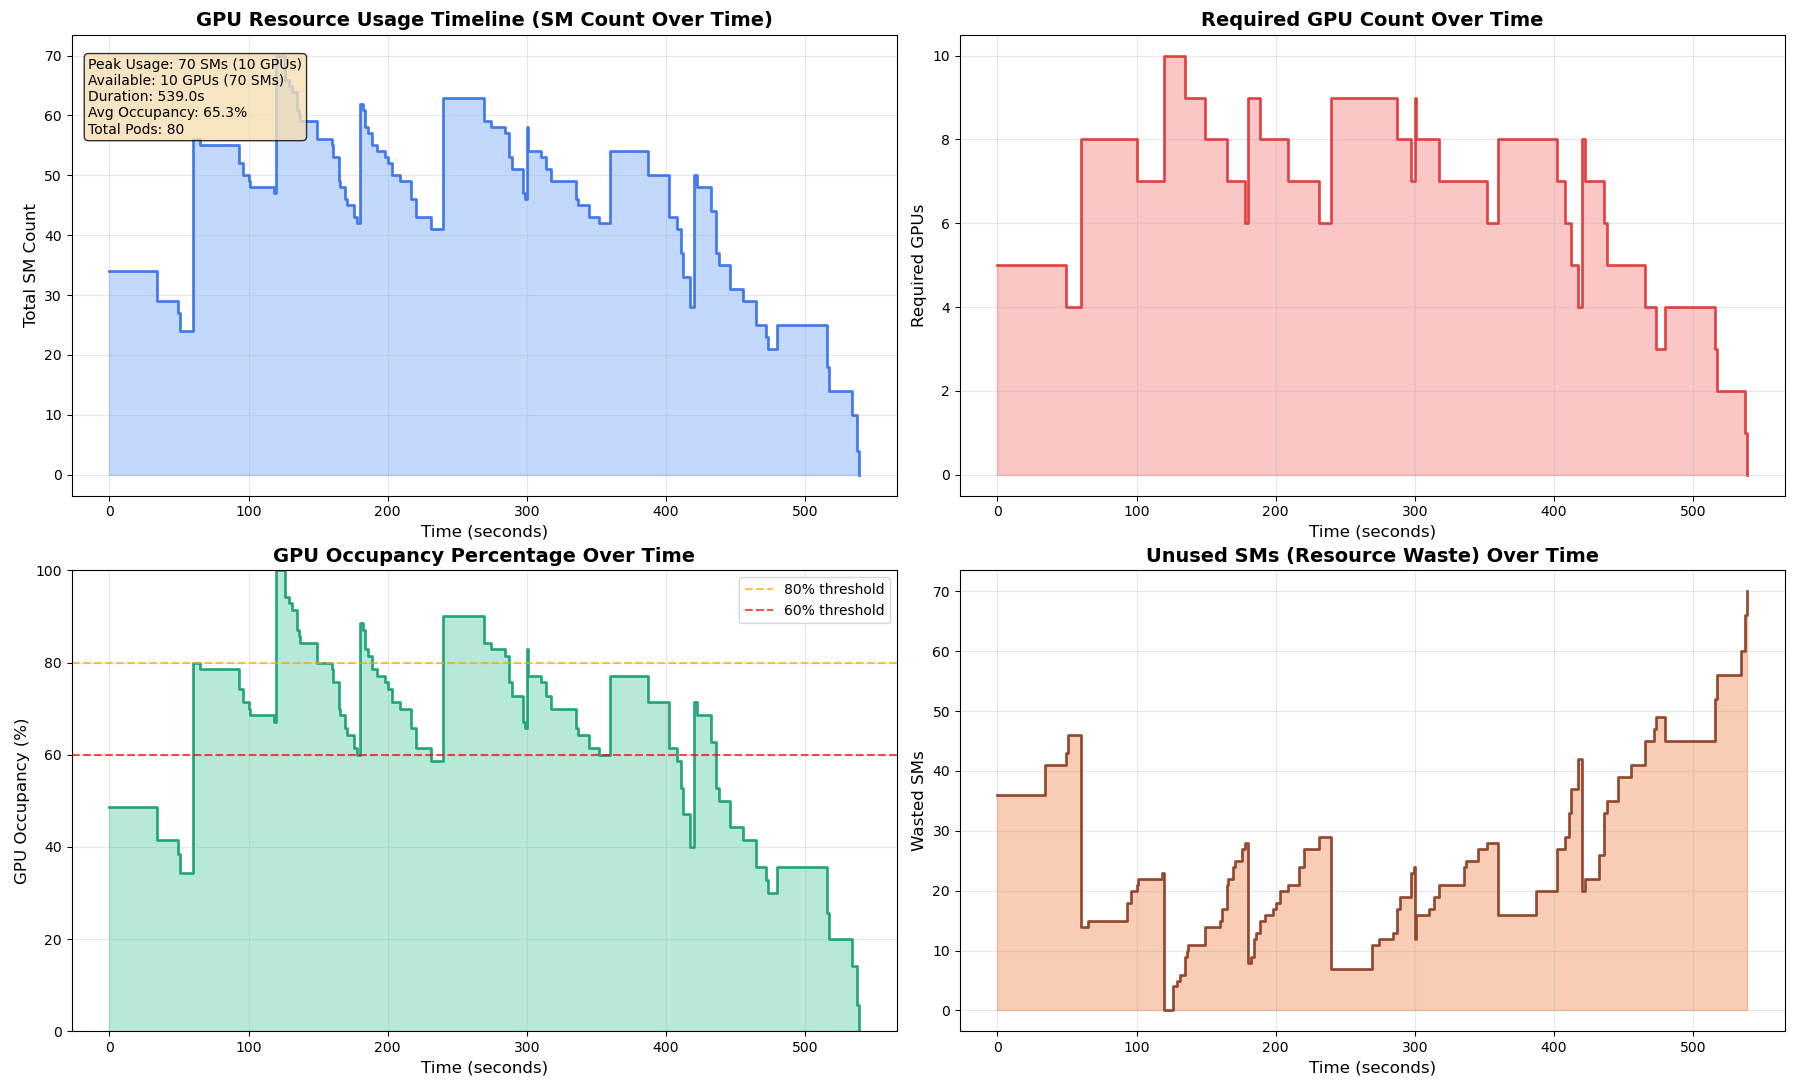 GPU Resource Usage Timeline (SM Count Over Time)
70
60
50
40
30
20
10
0
Total SM Count
Peak Usage: 70 SMs (10 GPUs)
Available: 10 GPUs (70 SMs)
Duration: 539.0s
Avg Occupancy: 65.3%
Total Pods: 80
0 100 200 300 400 500
Time (seconds)
Required GPU Count Over Time
10
8
6
4
2
0
Required GPUs
0 100 200 300 400 500
Time (seconds)
GPU Occupancy Percentage Over Time
100
80
60
40
20
0
GPU Occupancy (%)
80% threshold
60% threshold
0 100 200 300 400 500
Time (seconds)
Unused SMs (Resource Waste) Over Time
70
60
50
40
30
20
10
0
Wasted SMs
0 100 200 300 400 500
Time (seconds)